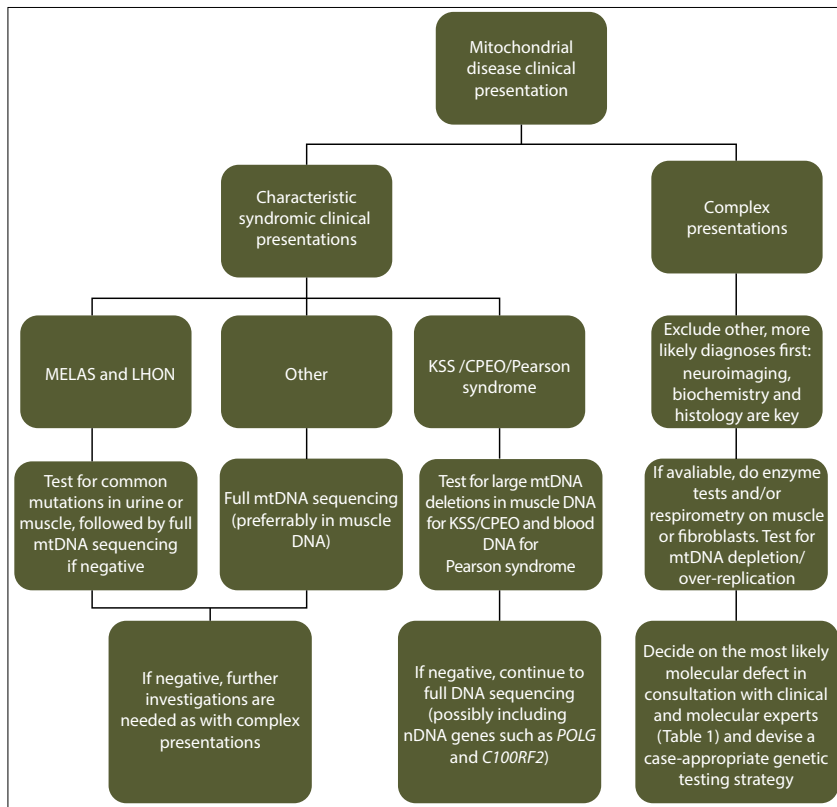 Mitochondrial
disease clinical
presentation
Characteristic
syndromic clinical
presentations
Complex
presentations
MELAS and LHON
Other
KSS /CPEO/Pearson
syndrome
Exclude other, more
likely diagnoses first:
neuroimaging,
biochemistry and
histology are key
Test for common
mutations in urine or
muscle, followed by full
mtDNA sequencing
if negative
Full mtDNA sequencing
(preferrably in muscle
DNA)
Test for large mtDNA
deletions in muscle DNA
for KSS/CPEO and blood
DNA for
Pearson syndrome
If avaliable, do enzyme
tests and/or
respirometry on muscle
or fibroblasts. Test for
mtDNA depletion/
over-replication
If negative, further
investigations are
needed as with complex
presentations
If negative, continue to
full DNA sequencing
(possibly including
nDNA genes such as POLG
and C100RF2)
Decide on the most likely
molecular defect in
consultation with clinical
and molecular experts
(Table 1) and devise a
case-appropriate genetic
testing strategy